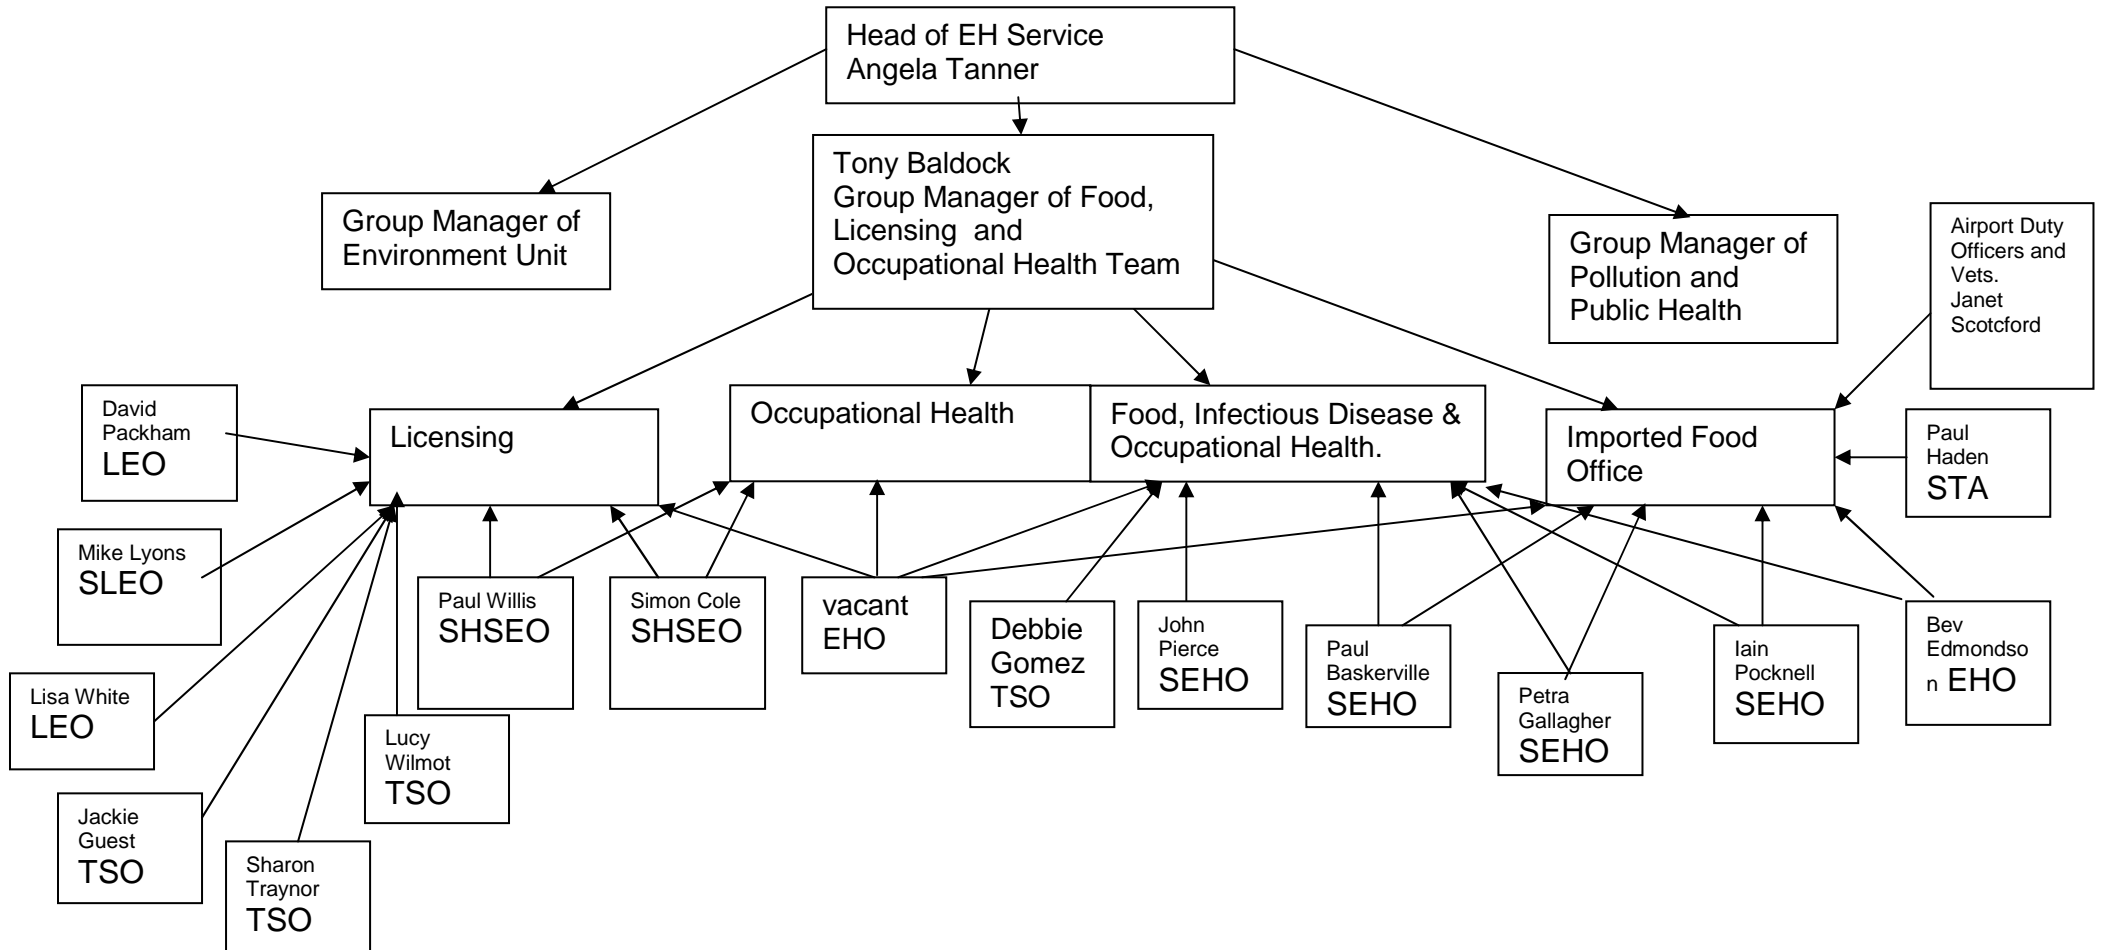 Head of EH Service
Angela Tanner
Tony Baldock
Group Manager of Food,
Licensing and
Occupational Health Team
Group Manager of
Environment Unit
Group Manager of
Pollution and
Public Health
Airport Duty
Officers and
Vets.
Janet
Scotcford
David
Packham
LEO
Licensing
Occupational Health
Food, Infectious Disease &
Occupational Health.
Imported Food
Office
Paul
Haden
STA
Mike Lyons
SLEO
Paul Willis
SHSEO
Simon Cole
SHSEO
vacant
EHO
Debbie
Gomez
TSO
John
Pierce
SEHO
Paul
Baskerville
SEHO
Petra
Gallagher
SEHO
Iain
Pocknell
SEHO
Bev
Edmondso
n EHO
Lisa White
LEO
Lucy
Wilmot
TSO
Jackie
Guest
TSO
Sharon
Traynor
TSO